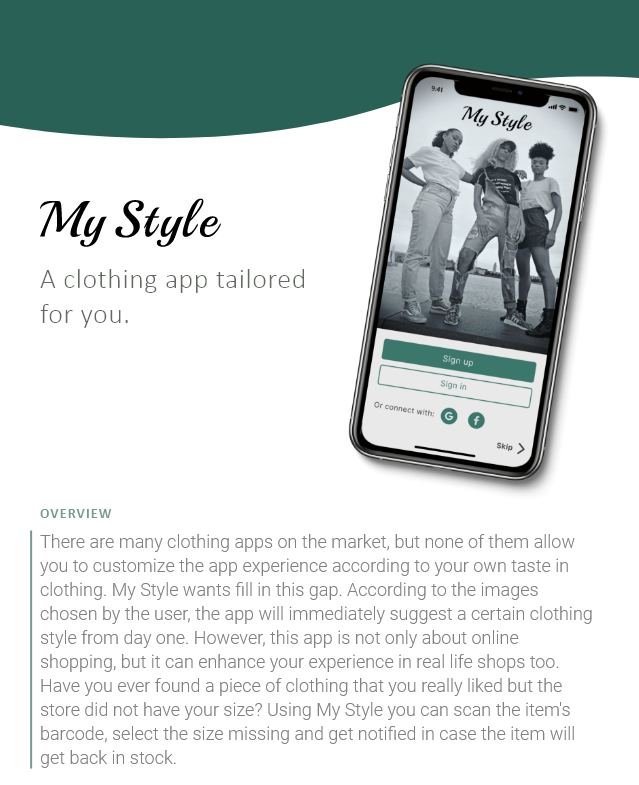 9:41
My Style
My Style
A clothing app tailored
for you.
Sign up
Sign in
Or connect with:
G
f
Skip
OVERVIEW
There are many clothing apps on the market, but none of them allow
you to customize the app experience according to your own taste in
clothing. My Style wants fill in this gap. According to the images
chosen by the user, the app will immediately suggest a certain clothing
style from day one. However, this app is not only about online
shopping, but it can enhance your experience in real life shops too.
Have you ever found a piece of clothing that you really liked but the
store did not have your size? Using My Style you can scan the item's
barcode, select the size missing and get notified in case the item will
get back in stock.